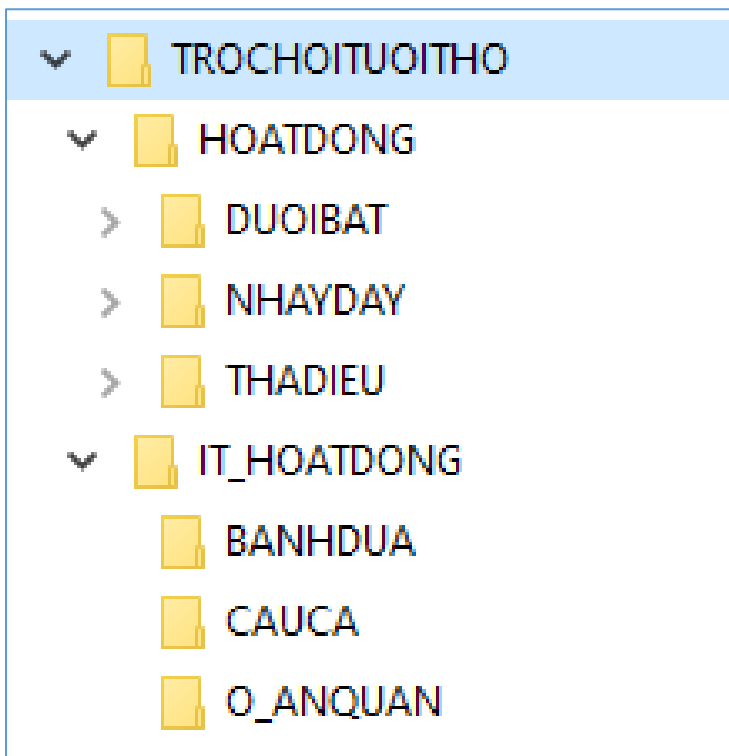 TROCHOITUOITHO
HOATDONG
DUOIBAT
NHAYDAY
THADIEU
IT_HOATDONG
BANHDUA
CAUCA
O_ANQUAN